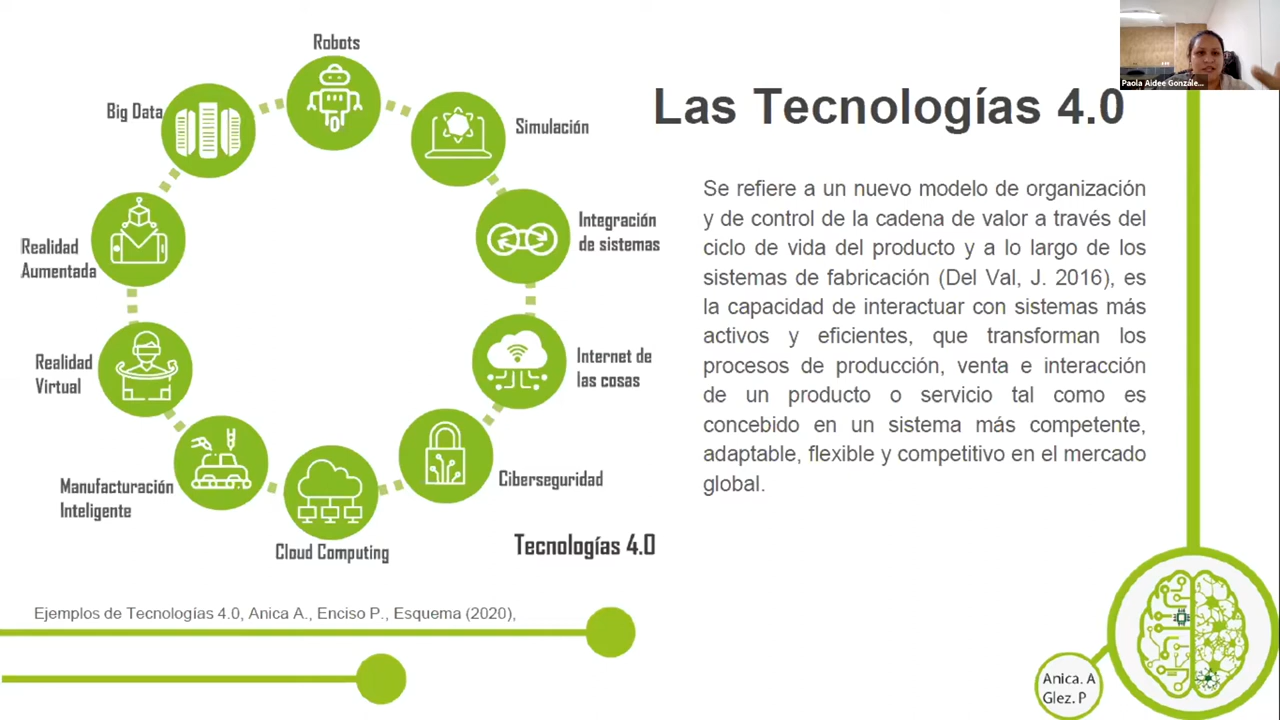 Robots
Big Data
Simulación
Integración
de sistemas
Realidad
Aumentada
Internet de
las cosas
Realidad
Virtual
Ciberseguridad
Manufacturación
Inteligente
Cloud Computing
Tecnologías 4.0
Ejemplos de Tecnologías 4.0, Anica A., Enciso P., Esquema (2020),
Paola Aidee Gonzále...
Las Tecnologías 4.0
Se refiere a un nuevo modelo de organización
y de control de la cadena de valor a través del
ciclo de vida del producto y a lo largo de los
sistemas de fabricación (Del Val, J. 2016), es
la capacidad de interactuar con sistemas más
activos y eficientes, que transforman los
procesos de producción, venta e interacción
de un producto o servicio tal como es
concebido en un sistema más competente,
adaptable, flexible y competitivo en el mercado
global.
Anica. A
Glez. P